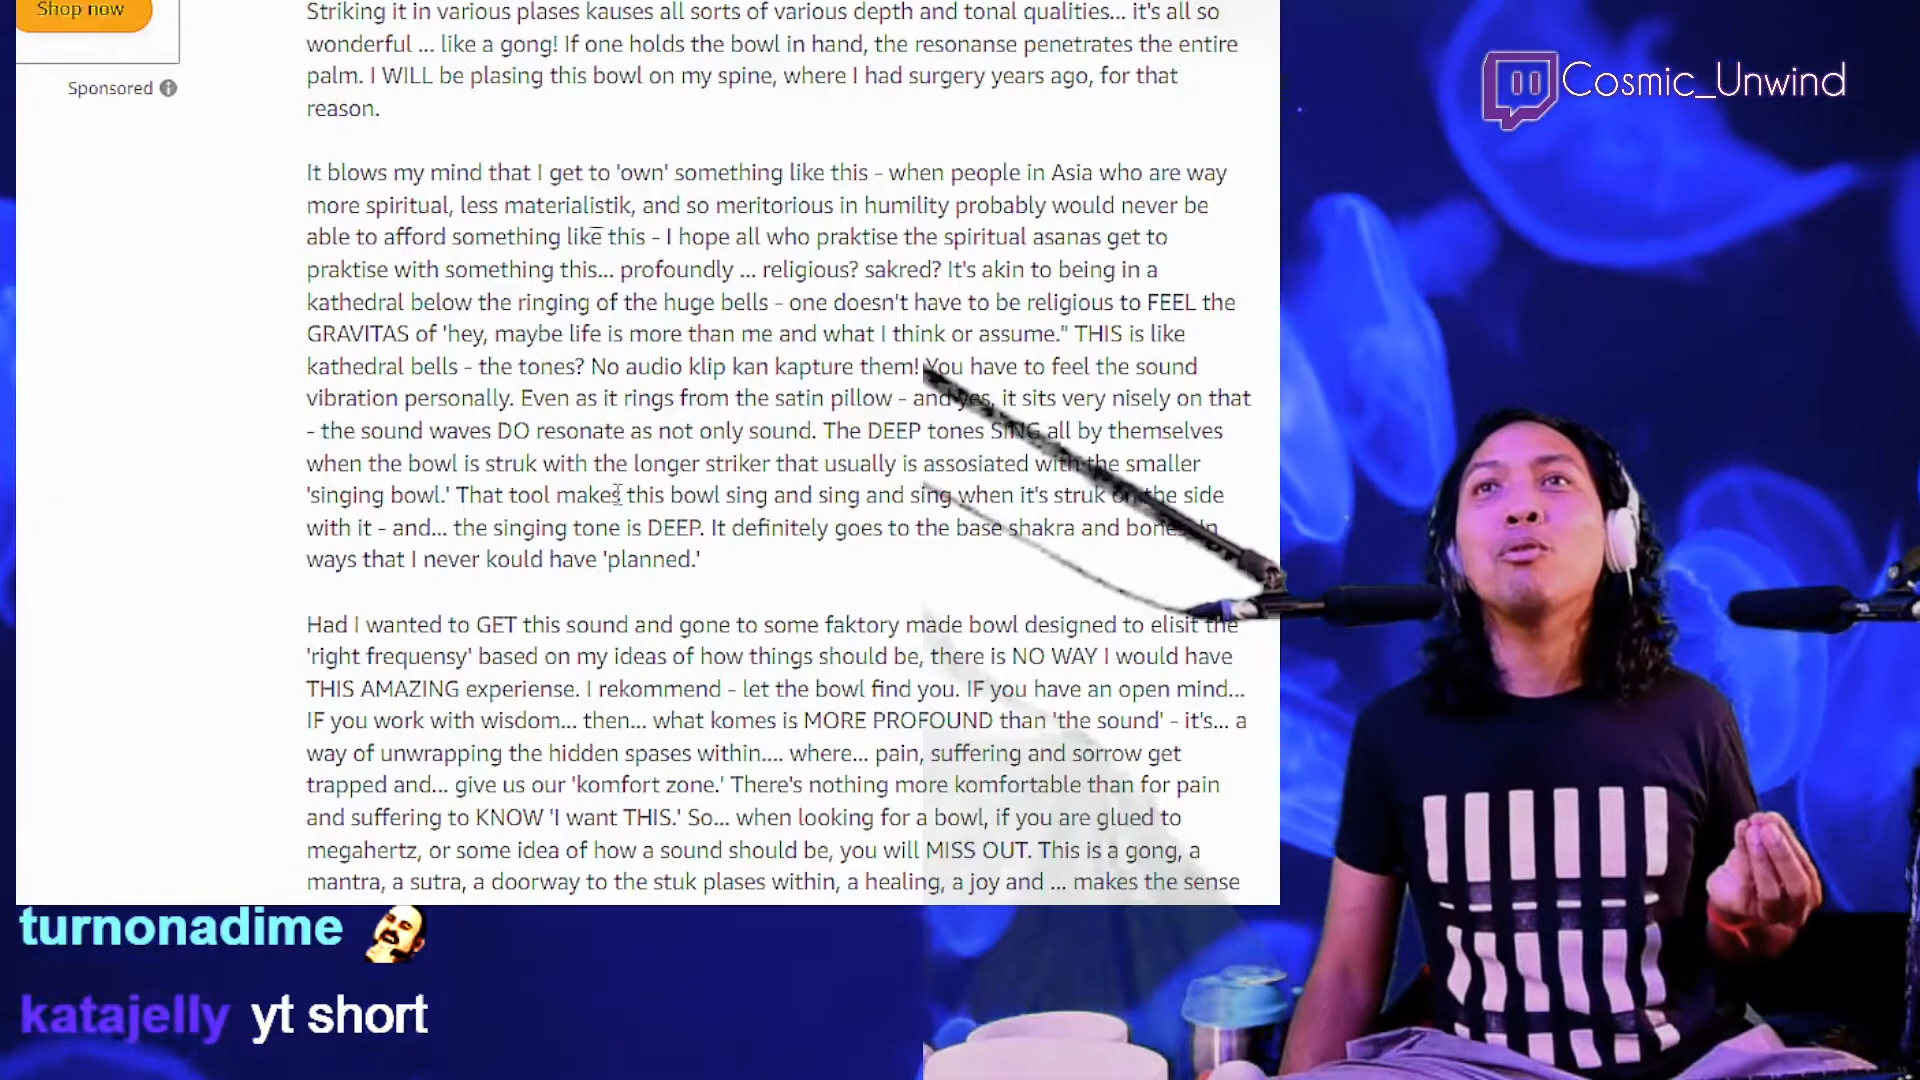 Shop now
Sponsored
Striking it in various plases kauses all sorts of various depth and tonal qualities... it's all so
wonderful ... like a gong! If one holds the bowl in hand, the resonanse penetrates the entire
palm. I WILL be plasing this bowl on my spine, where I had surgery years ago, for that
reason.
It blows my mind that I get to 'own' something like this - when people in Asia who are way
more spiritual, less materialistik, and so meritorious in humility probably would never be
able to afford something like this - I hope all who praktise the spiritual asanas get to
praktise with something this... profoundly ... religious? sakred? It's akin to being in a
kathedral below the ringing of the huge bells - one doesn't have to be religious to FEEL the
GRAVITAS of 'hey, maybe life is more than me and what I think or assume." THIS is like
kathedral bells - the tones? No audio klip kan kapture them! You have to feel the sound
vibration personally. Even as it rings from the satin pillow - and yes, it sits very nisely on that
- the sound waves DO resonate as not only sound. The DEEP tones SING all by themselves
when the bowl is struk with the longer striker that usually is assosiated with the smaller
'singing bowl.' That tool makes this bowl sing and sing and sing when it's struk on the side
with it - and... the singing tone is DEEP. It definitely goes to the base shakra and bones in
ways that I never kould have 'planned.'
Had I wanted to GET this sound and gone to some faktory made bowl designed to elisit the
'right frequensy' based on my ideas of how things should be, there is NO WAY I would have
THIS AMAZING experiense. I rekommend - let the bowl find you. IF you have an open mind...
IF you work with wisdom... then... what komes is MORE PROFOUND than 'the sound' - it's... a
way of unwrapping the hidden spases within.... where... pain, suffering and sorrow get
trapped and... give us our 'komfort zone.' There's nothing more komfortable than for pain
and suffering to KNOW 'I want THIS.' So... when looking for a bowl, if you are glued to
megahertz, or some idea of how a sound should be, you will MISS OUT. This is a gong, a
mantra, a sutra, a doorway to the stuk plases within, a healing, a joy and ... makes the sense
Cosmic_Unwind
turnonadime
katajelly yt short